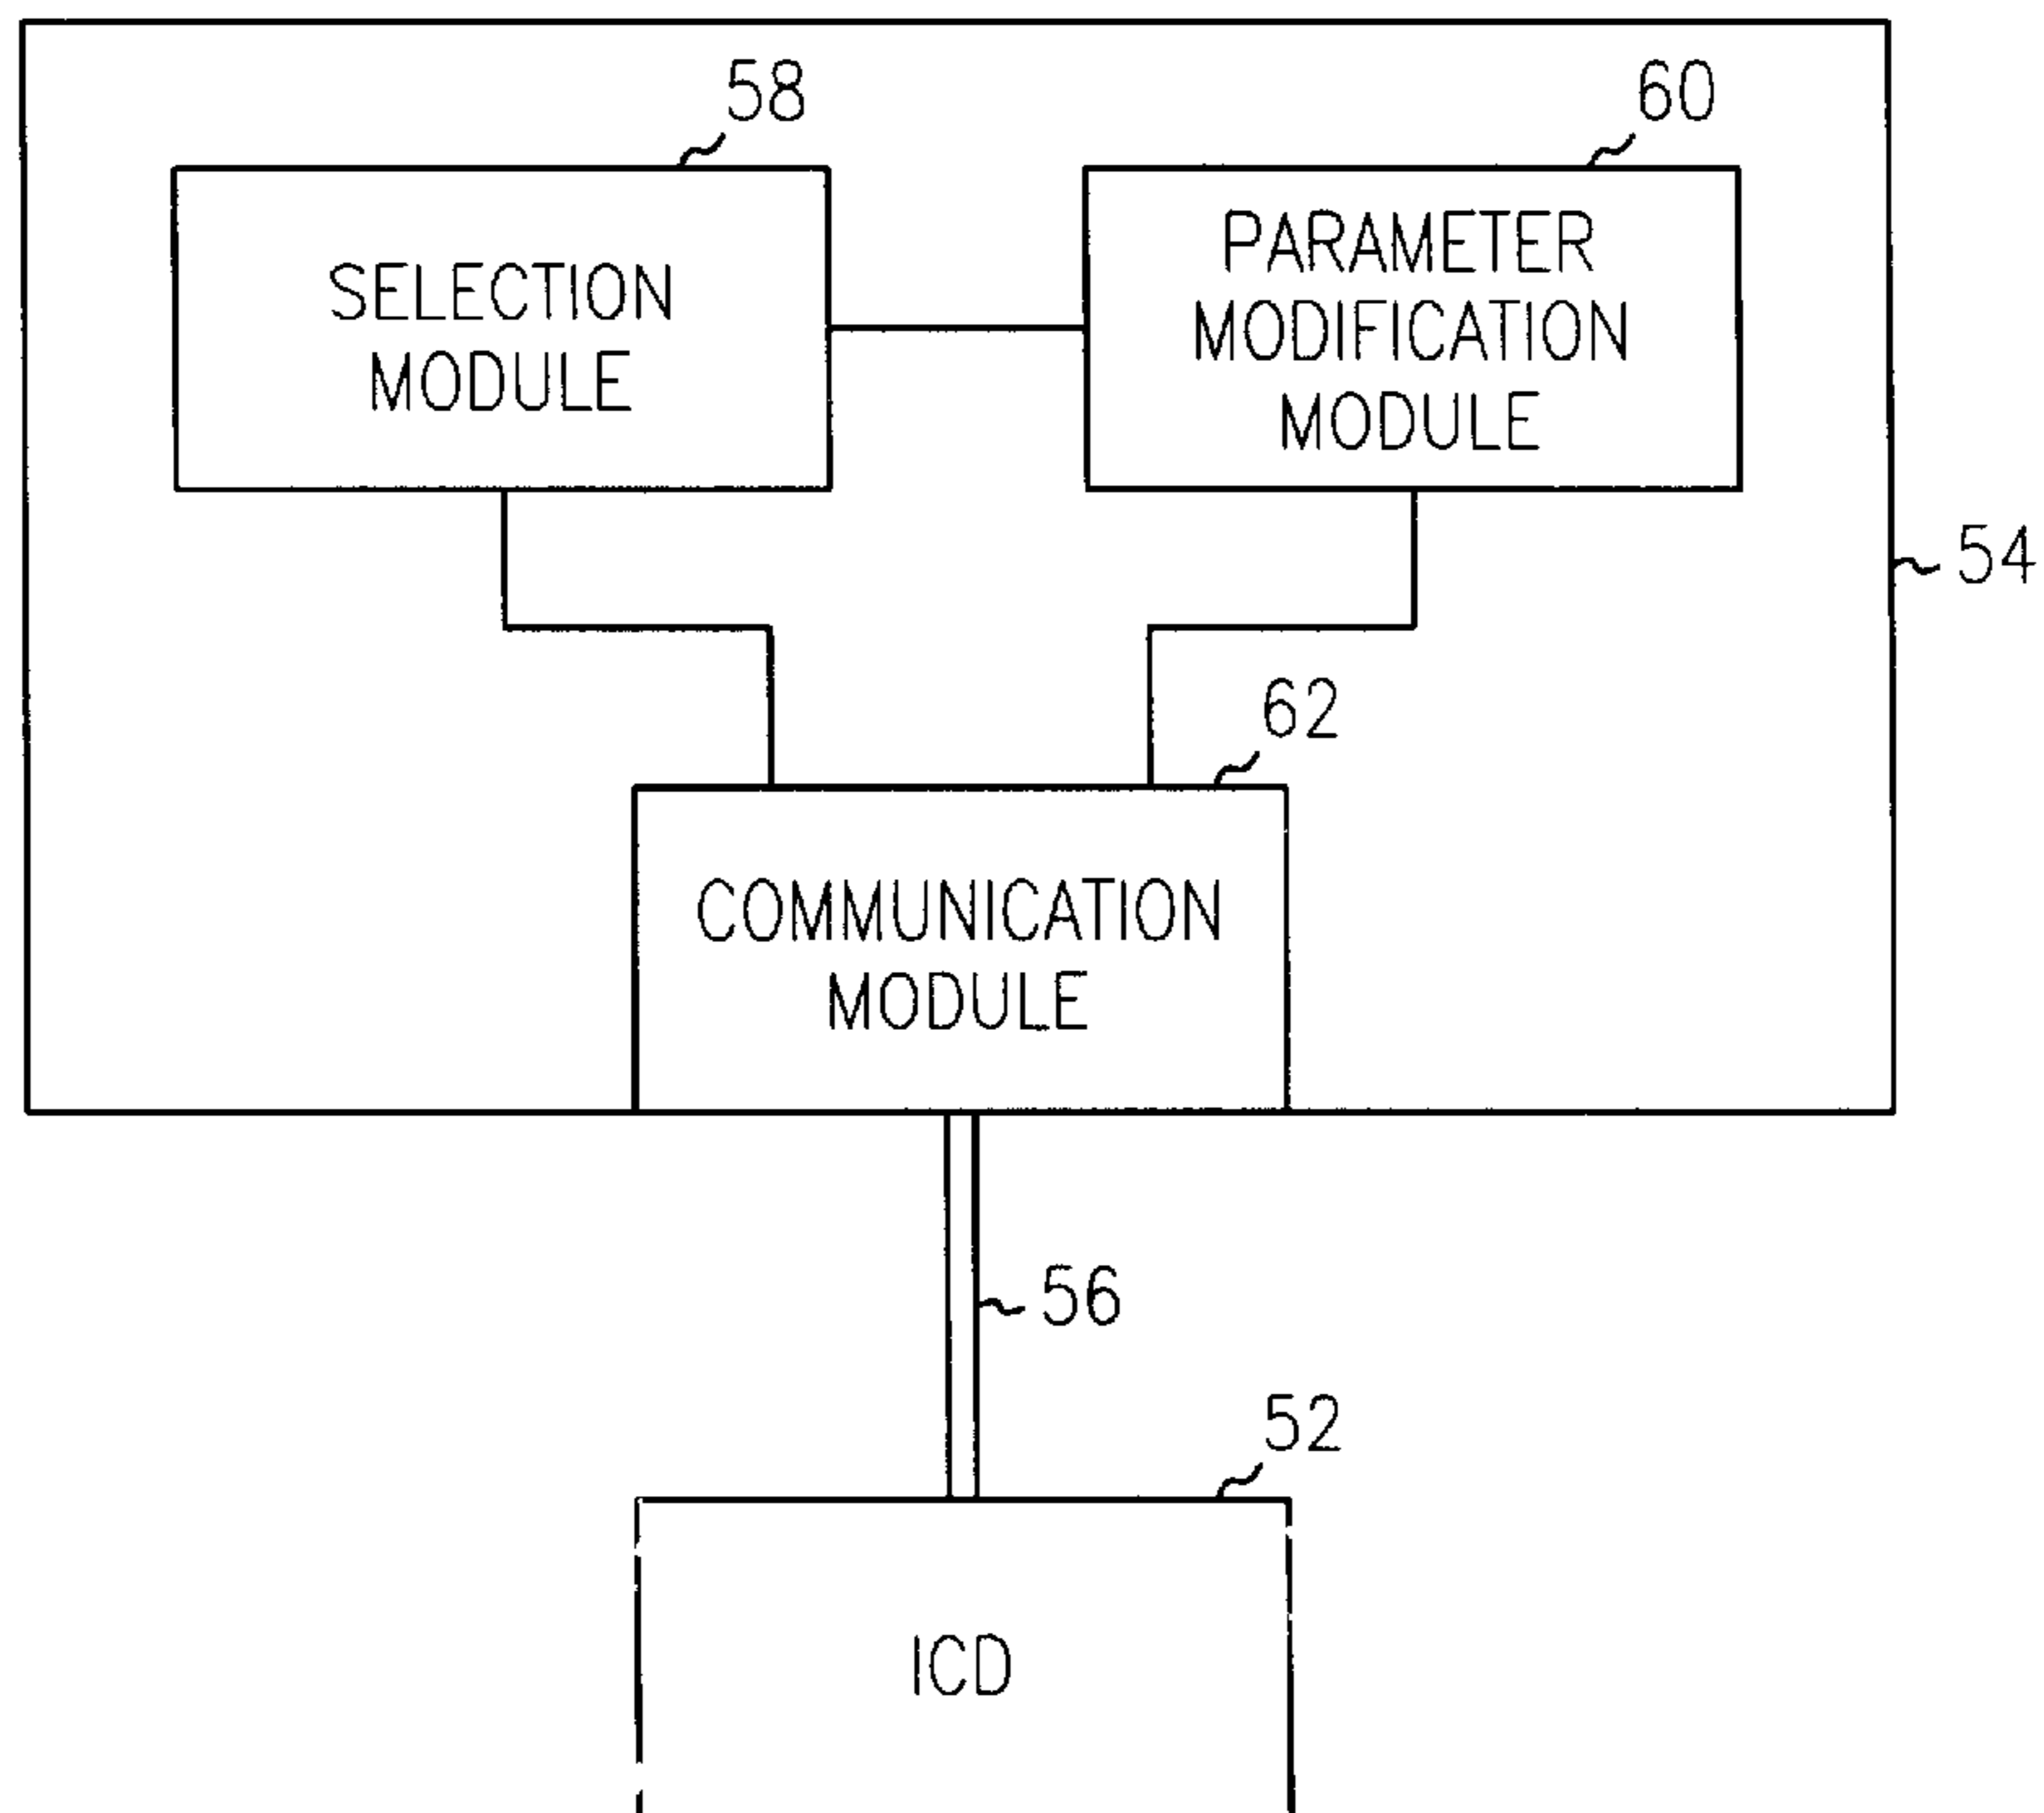 58
60
SELECTION
MODULE
PARAMETER
MODIFICATION
MODULE
54
62
COMMUNICATION
MODULE
56
52
ICD